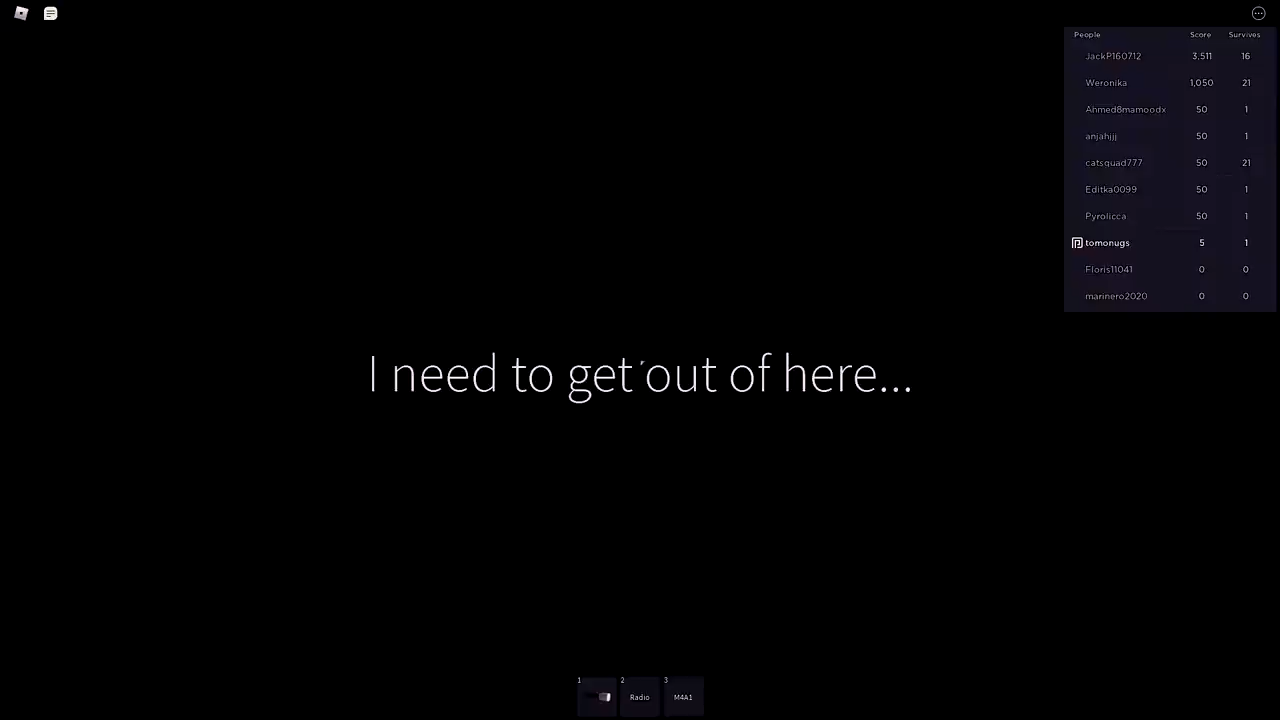 People Score Survives
JackP160712 3,511 16
Weronika 1,050 21
Ahmed8mamoodx 50 1
anjahjjj 50 1
catsquad777 50 21
Editka0099 50 1
Pyrolicca 50 1
tomonugs 5 1
Floris11041 0 0
marinero2020 0 0
I need to get out of here...
1 2 3
Radio M4A1